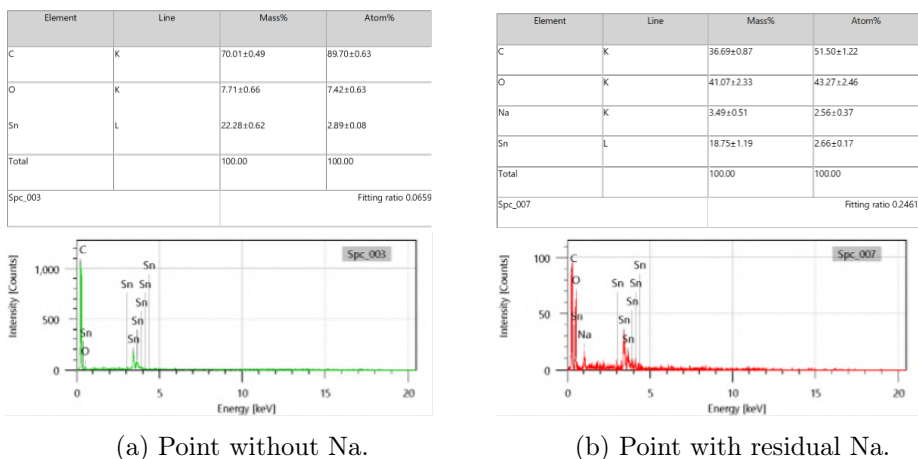 Element Line Mass% Atom%
C K 70.01±0.49 89.70±0.63
O K 7.71±0.66 7.42±0.63
Sn L 22.28±0.62 2.89±0.08
Total 100.00 100.00
Spc_003 Fitting ratio 0.0659
Intensity [Counts]
1,000
500
0
C
Sn
O
Sn
Sn
Sn
Sn
Sn
Sn
Spc_003
0 5 10 15 20
Energy [keV]
(a) Point without Na.
Element Line Mass% Atom%
C K 36.69±0.87 51.50±1.22
O K 41.07±2.33 43.27±2.46
Na K 3.49±0.51 2.56±0.37
Sn L 18.75±1.19 2.66±0.17
Total 100.00 100.00
Spc_007 Fitting ratio 0.2461
Intensity [Counts]
100
50
0
C
O
Sn
Na
Sn
Sn
Sn
Sn
Sn
Sn
Spc_007
0 5 10 15 20
Energy [keV]
(b) Point with residual Na.